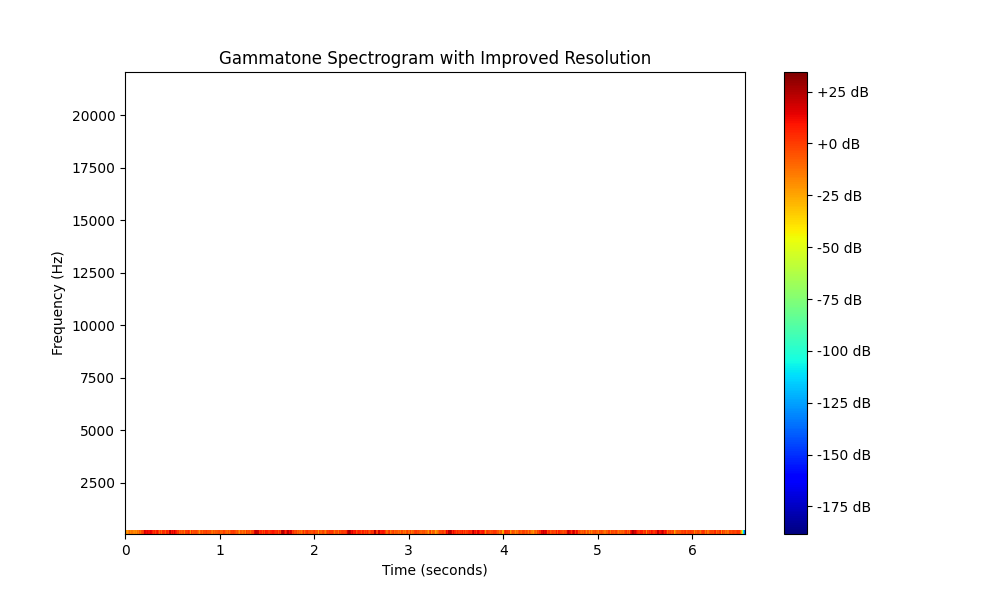 Gammatone Spectrogram with Improved Resolution
Frequency (Hz)
20000
17500
15000
12500
10000
7500
5000
2500
0 1 2 3 4 5 6
Time (seconds)
+25 dB
+0 dB
-25 dB
-50 dB
-75 dB
-100 dB
-125 dB
-150 dB
-175 dB